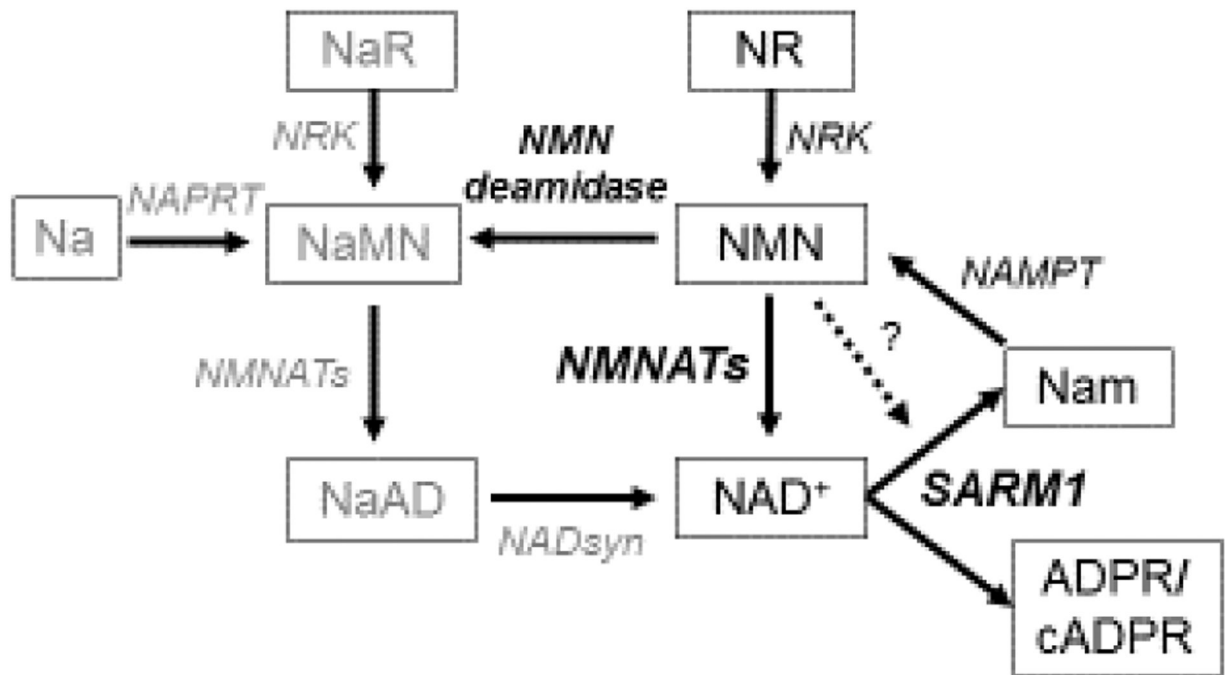 NaR
NR
NRK
NMN
deamidase
NRK
NAPRT
Na
NaMN
NMN
NAMPT
?
NMNATs
NMNATs
Nam
NaAD
NADsyn
NAD⁺
SARM1
ADPR/
cADPR